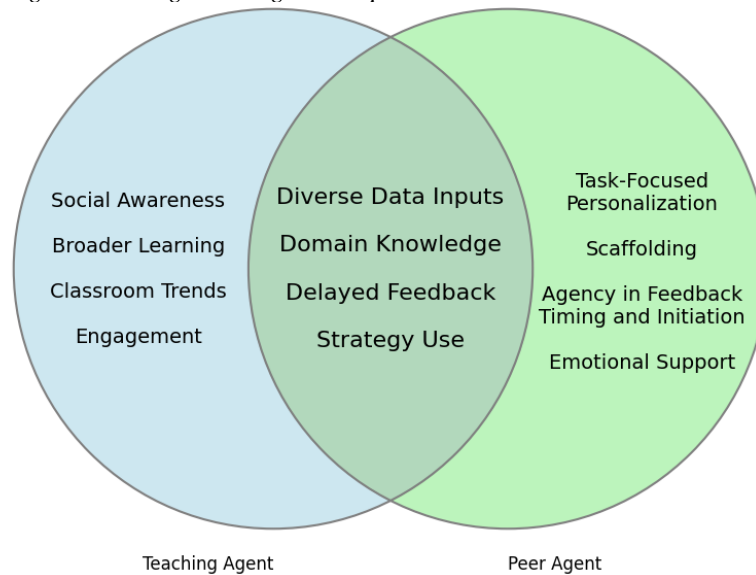 Social Awareness
Broader Learning
Classroom Trends
Engagement
Diverse Data Inputs
Domain Knowledge
Delayed Feedback
Strategy Use
Task-Focused
Personalization
Scaffolding
Agency in Feedback
Timing and Initiation
Emotional Support
Teaching Agent
Peer Agent